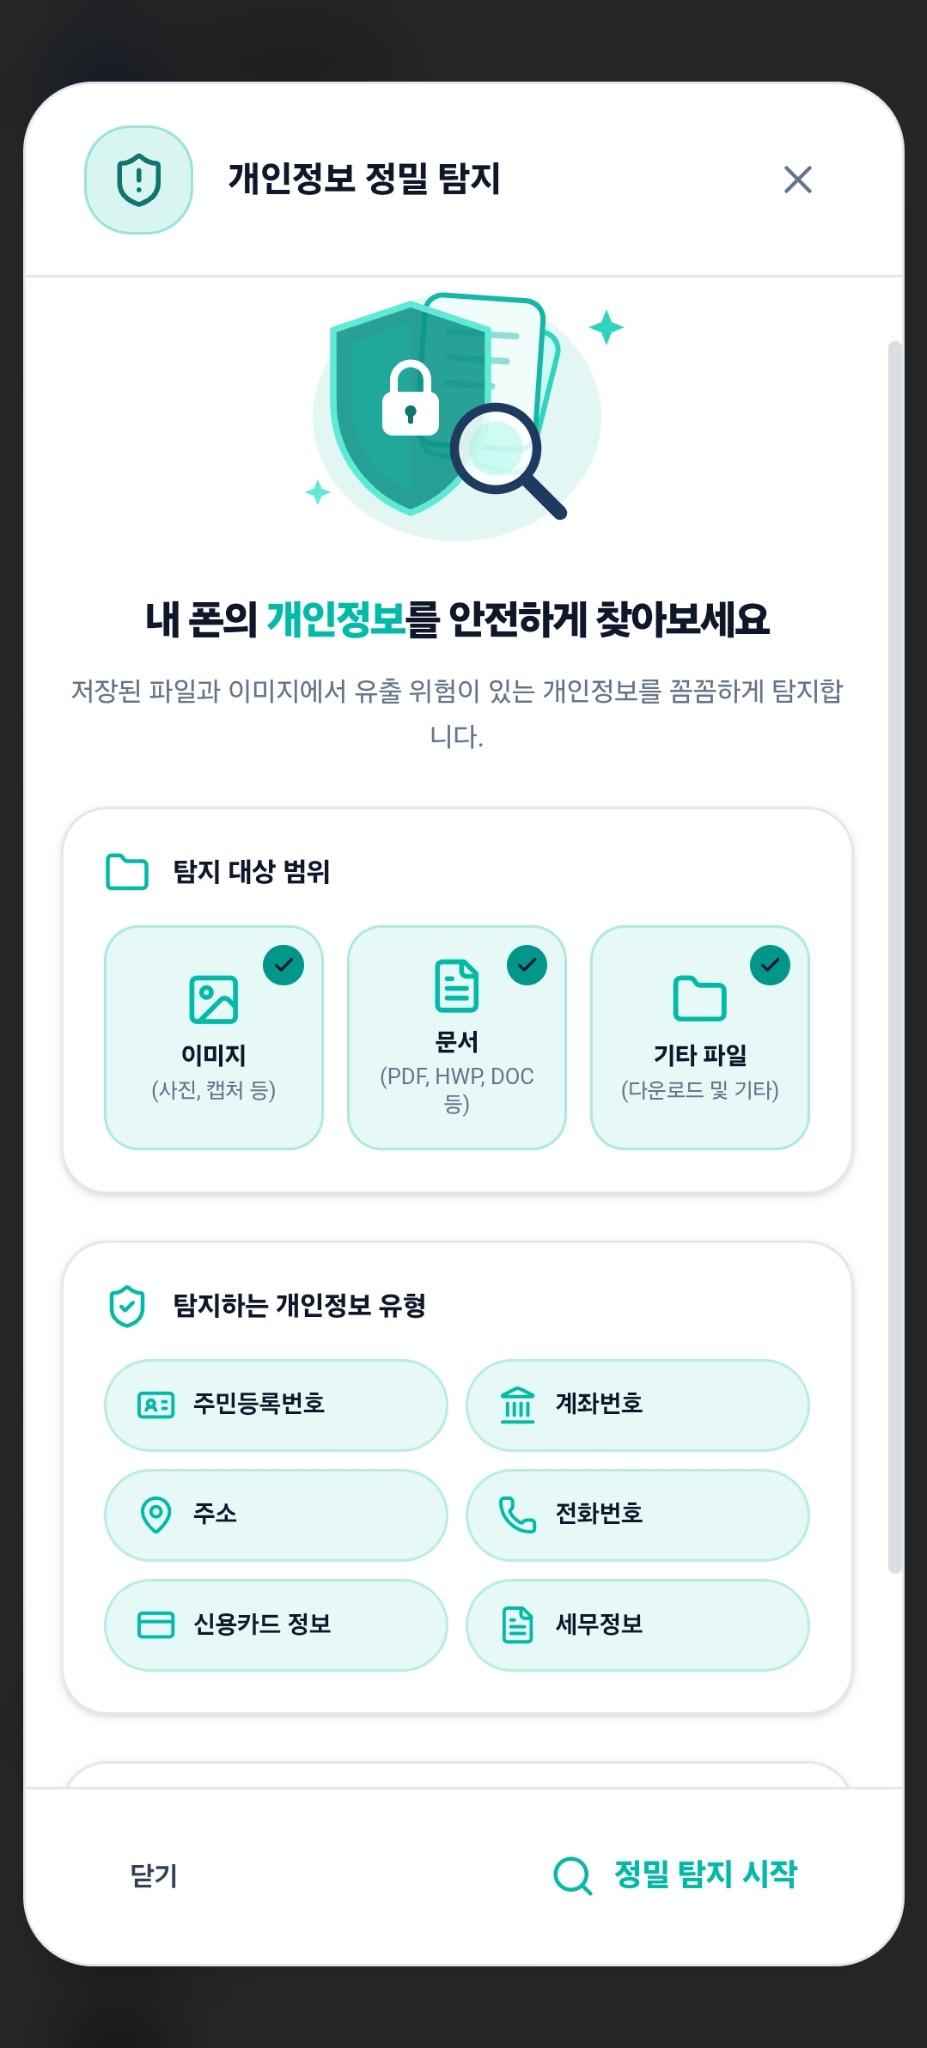 개인정보 정밀 탐지
내 폰의 개인정보를 안전하게 찾아보세요
저장된 파일과 이미지에서 유출 위험이 있는 개인정보를 꼼꼼하게 탐지합
니다.
탐지 대상 범위
이미지
(사진, 캡처 등)
문서
(PDF, HWP, DOC
등)
기타 파일
(다운로드 및 기타)
탐지하는 개인정보 유형
주민등록번호
계좌번호
주소
전화번호
신용카드 정보
세무정보
닫기
정밀 탐지 시작